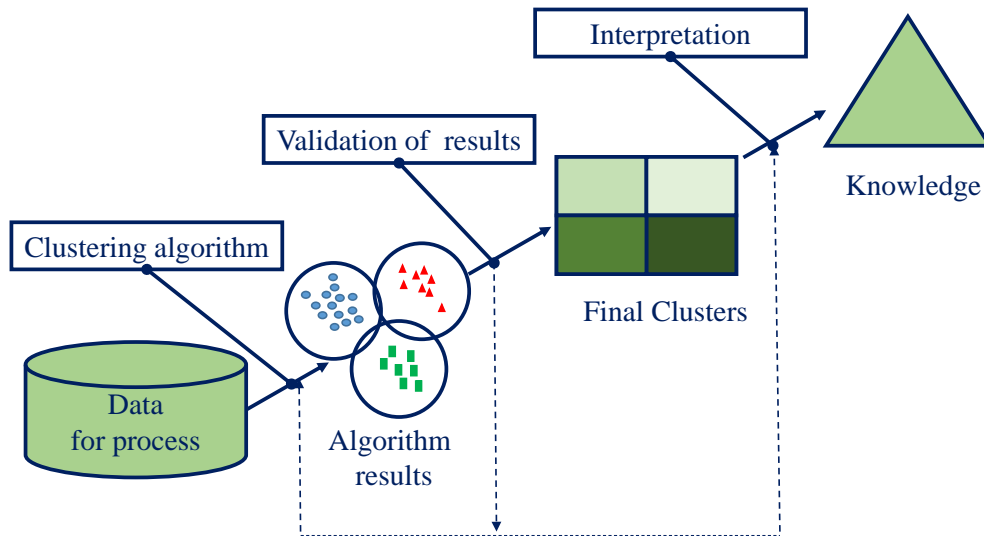 Interpretation
Validation of results
Knowledge
Clustering algorithm
Final Clusters
Data
for process
Algorithm
results